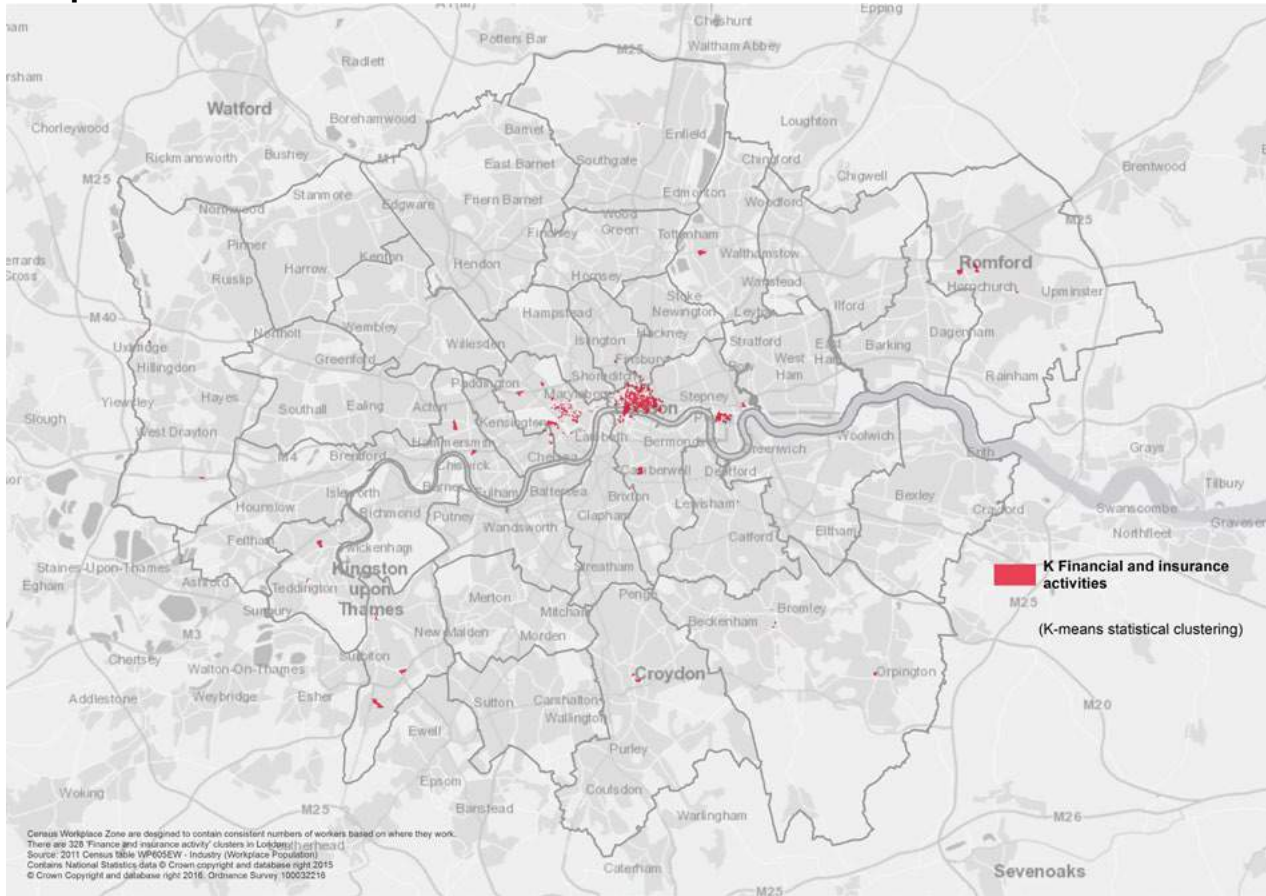 A1(M)
Epping
Cheshunt
Potters Bar
M25
Waltham Abbey
Radlett
Watford
Loughton
Chorleywood
Borehamwood
Barnet
Enfield
Brentwood
Rickmansworth
Bushey
M1
East Barnet
Southgate
Chingford
Chigwell
M25
Stanmore
Edmonton
Woodford
Northwood
Edgware
Friern Barnet
Wood
Green
M25
Pinner
Finchley
Tottenham
Walthamstow
Harrow
Kenton
Hendon
Romford
Ruislip
Hornsey
Wanstead
Hornchurch
Upminster
Stoke
Newington
Leyton
Ilford
M40
Hampstead
Northolt
Wembley
Islington
Hackney
Dagenham
Willesden
Stratford
East
Ham
Barking
Uxbridge
Greenford
Finsbury
Bow
West
Ham
Hillingdon
Paddington
Shoreditch
Rainham
Marylebone
Stepney
Slough
Yiewsley
Hayes
Southall
Ealing
Acton
Kensington
West Drayton
Hammersmith
Lambeth
Bermondsey
Greenwich
Woolwich
Grays
M4
Brentford
Chiswick
Chelsea
Camberwell
Deptford
Erith
Barnes
Fulham
Battersea
Tilbury
Isleworth
Brixton
Lewisham
Bexley
Hounslow
Richmond
Putney
Clapham
Crayford
Swanscombe
Wandsworth
Eltham
Northfleet
Feltham
Catford
Twickenham
Staines-Upon-Thames
Kingston
upon
Thames
Streatham
Egham
Ashford
Teddington
K Financial and insurance
activities
Merton
Penge
M25
Sunbury
Mitcham
Beckenham
Bromley
(K-means statistical clustering)
M3
New Malden
Morden
Chertsey
Surbiton
Walton-On-Thames
Croydon
Orpington
Addlestone
Weybridge
Esher
Sutton
Carshalton
Wallington
M20
Ewell
Purley
Epsom
Coulsdon
Woking
M25
Banstead
Warlingham
M26
Census Workplace Zone are desgined to contain consistent numbers of workers based on where they work.
There are 328 'Finance and insurance activity' clusters in London
Source: 2011 Census table WP605EW - Industry (Workplace Population)
Contains National Statistics data © Crown copyright and database right 2015
© Crown Copyright and database right 2016. Ordnance Survey 100032216
Caterham
Sevenoaks
M25